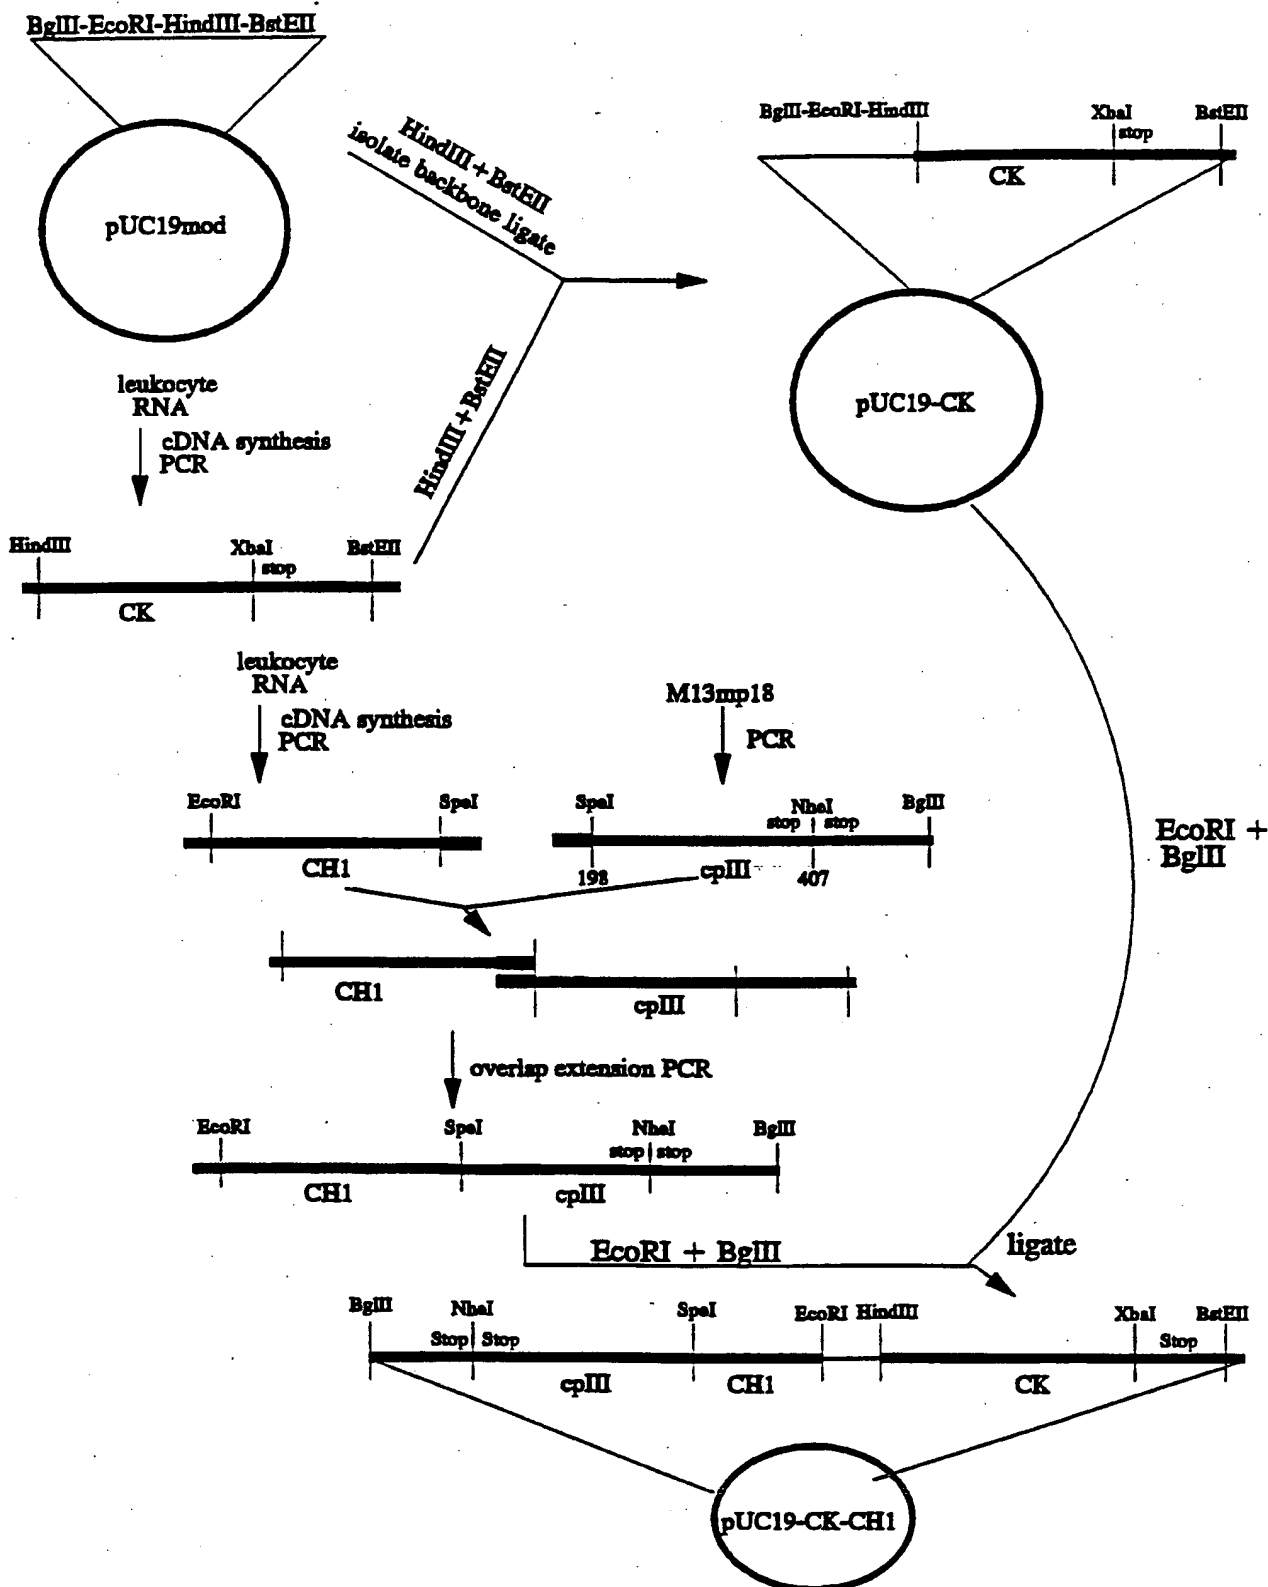 BglII-EcoRI-HindIII-BstEII
pUC19mod
HindIII+BstEII
isolate backbone ligate
BglII-EcoRI-HindIII
XbaI
BstEII
stop
CK
pUC19-CK
leukocyte
RNA
cDNA synthesis
PCR
HindIII+BstEII
HindIII
XbaI
BstEII
stop
CK
leukocyte
RNA
cDNA synthesis
PCR
M13mp18
PCR
EcoRI
SpeI
CH1
SpeI
NheI
BglII
stop
stop
198
cpIII
407
EcoRI +
BglII
CH1
cpIII
overlap extension PCR
EcoRI
SpeI
NheI
BglII
stop
stop
CH1
cpIII
EcoRI + BglII
ligate
BglII
NheI
SpeI
EcoRI
HindIII
XbaI
BstEII
Stop
Stop
Stop
cpIII
CH1
CK
pUC19-CK-CH1